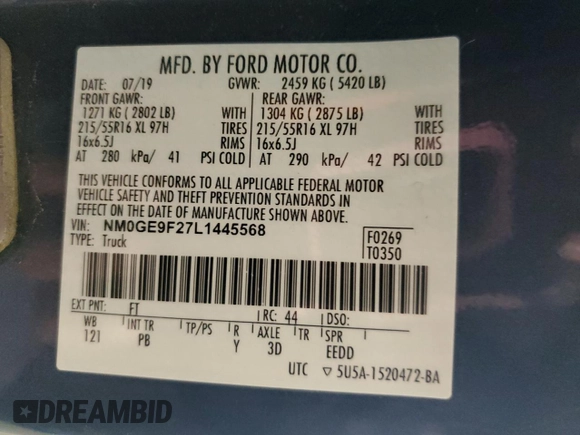 MFD. BY FORD MOTOR CO.
DATE: 07/19 GVWR: 2459 KG ( 5420 LB)
FRONT GAWR: REAR GAWR:
1271 KG ( 2802 LB) WITH 1304 KG ( 2875 LB) WITH
215/55R16 XL 97H TIRES 215/55R16 XL 97H TIRES
16x6.5J RIMS 16x6.5J RIMS
AT 280 kPa/ 41 PSI COLD AT 290 kPa/ 42 PSI COLD
THIS VEHICLE CONFORMS TO ALL APPLICABLE FEDERAL MOTOR
VEHICLE SAFETY AND THEFT PREVENTION STANDARDS IN
EFFECT ON THE DATE OF MANUFACTURE SHOWN ABOVE.
VIN: NM0GE9F27L1445568 F0269
TYPE: Truck T0350
EXT PNT: FT RC: 44 DSO:
WB INT TR TP/PS R AXLE TR SPR
121 PB Y 3D EEDD
UTC ▽ 5U5A-1520472-BA
DREAMBID